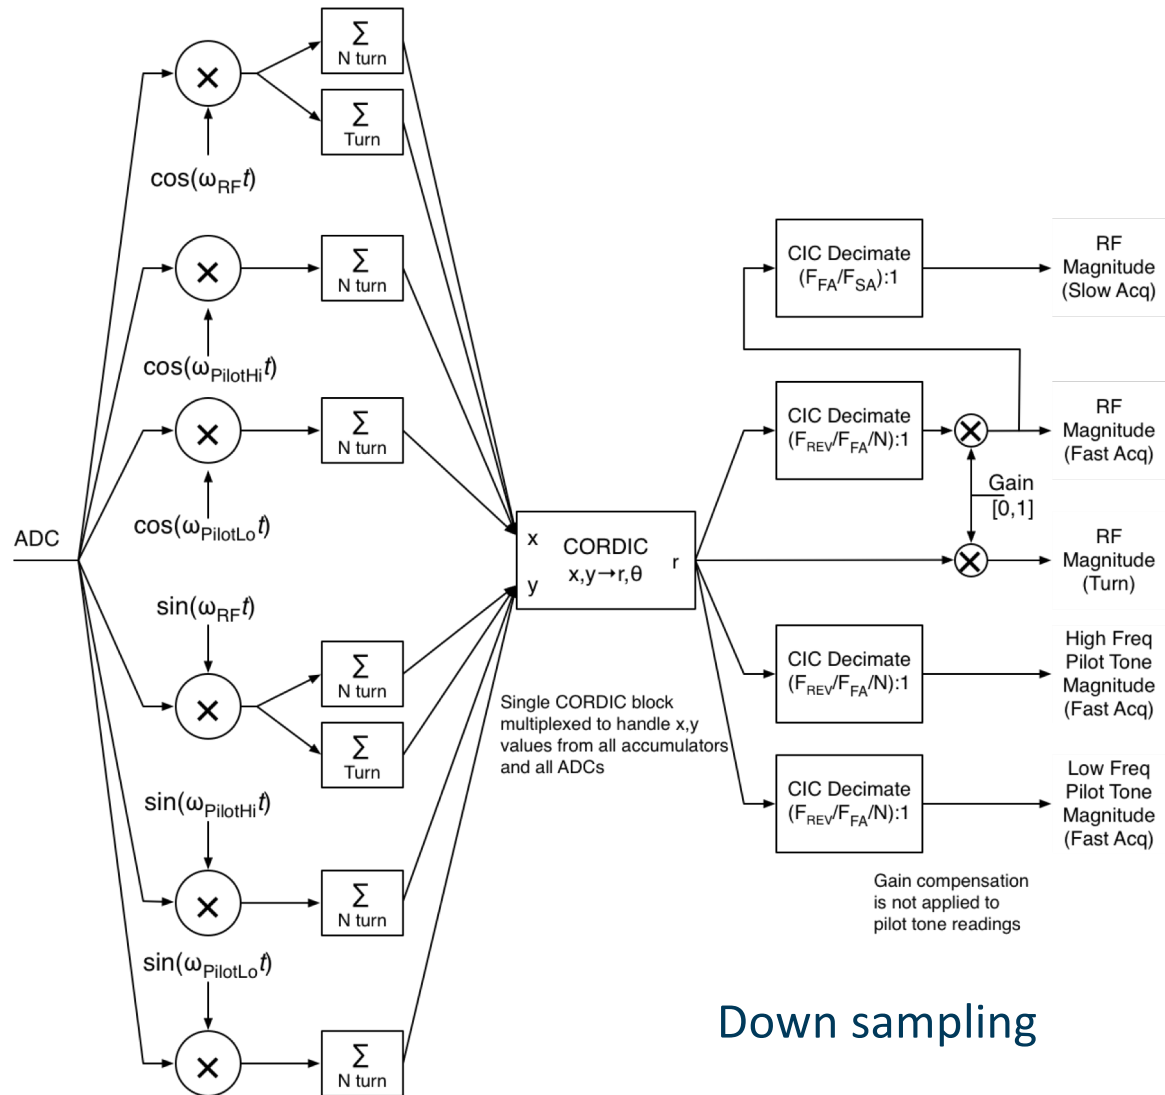 Σ
N turn
Σ
Turn
×
cos(ω_RF t)
×
Σ
N turn
cos(ω_PilotHi t)
×
Σ
N turn
cos(ω_PilotLo t)
ADC
sin(ω_RF t)
×
Σ
N turn
Σ
Turn
sin(ω_PilotHi t)
×
Σ
N turn
sin(ω_PilotLo t)
×
Σ
N turn
x
y
CORDIC
x,y→r,θ
r
Single CORDIC block
multiplexed to handle x,y
values from all accumulators
and all ADCs
CIC Decimate
(F_FA/F_SA):1
RF
Magnitude
(Slow Acq)
CIC Decimate
(F_REV/F_FA/N):1
×
RF
Magnitude
(Fast Acq)
Gain
[0,1]
×
RF
Magnitude
(Turn)
CIC Decimate
(F_REV/F_FA/N):1
High Freq
Pilot Tone
Magnitude
(Fast Acq)
CIC Decimate
(F_REV/F_FA/N):1
Low Freq
Pilot Tone
Magnitude
(Fast Acq)
Gain compensation
is not applied to
pilot tone readings
Down sampling